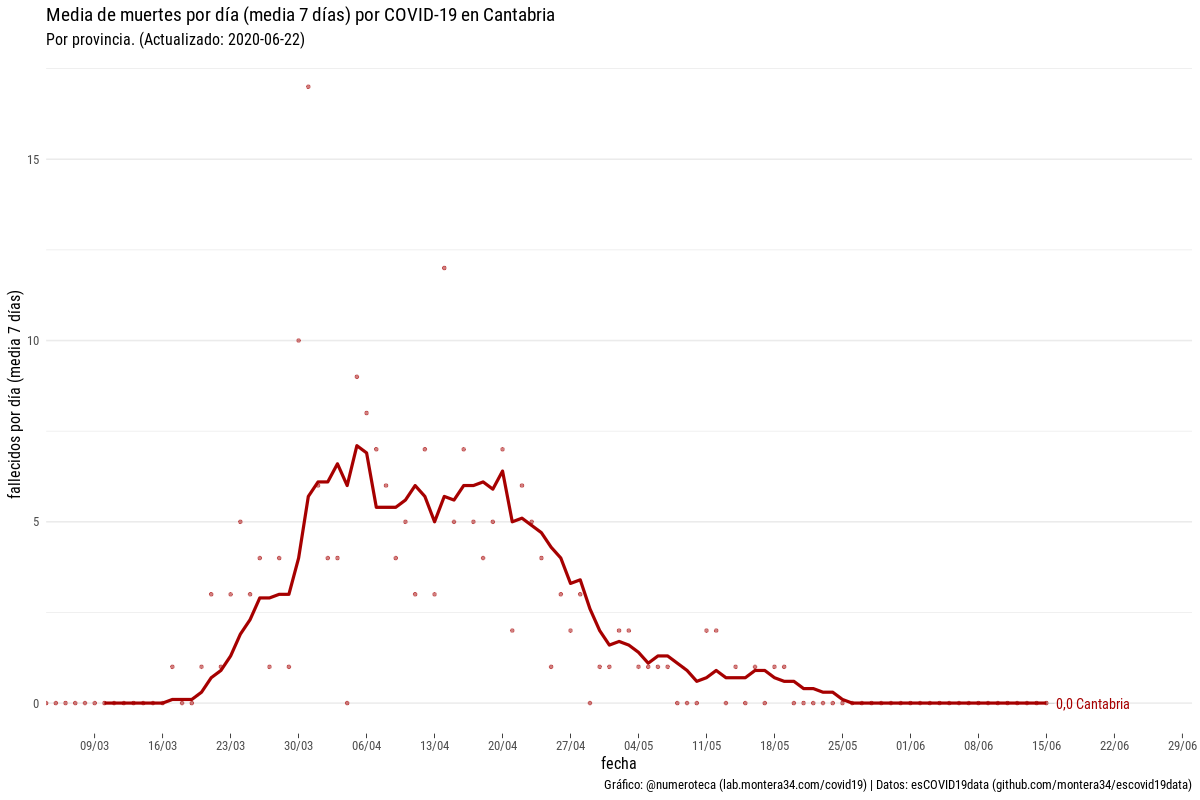 Media de muertes por día (media 7 días) por COVID-19 en Cantabria
Por provincia. (Actualizado: 2020-06-22)
fallecidos por día (media 7 días)
15
10
5
0
0,0 Cantabria
09/03 16/03 23/03 30/03 06/04 13/04 20/04 27/04 04/05 11/05 18/05 25/05 01/06 08/06 15/06 22/06 29/06
fecha
Gráfico: @numeroteca (lab.montera34.com/covid19) | Datos: esCOVID19data (github.com/montera34/escovid19data)